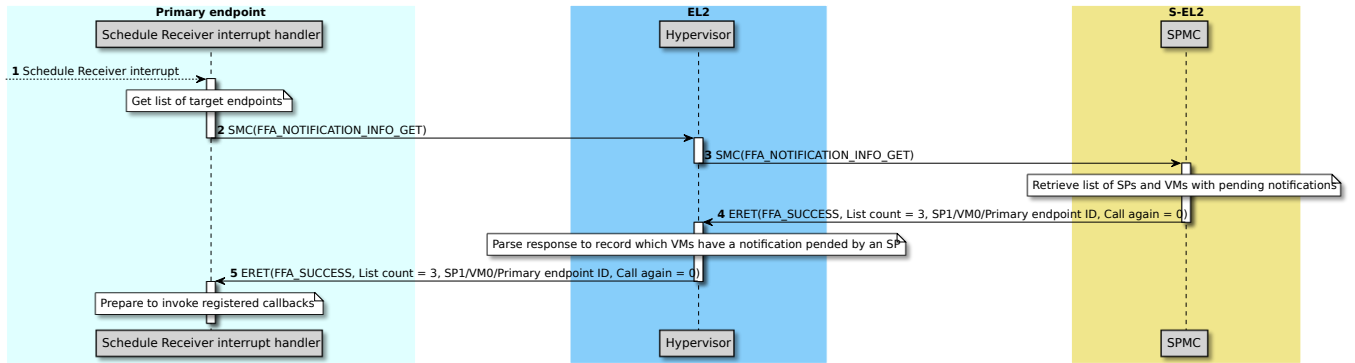 Primary endpoint
EL2
S-EL2
Schedule Receiver interrupt handler
Hypervisor
SPMC
1 Schedule Receiver interrupt
Get list of target endpoints
2 SMC(FFA_NOTIFICATION_INFO_GET)
3 SMC(FFA_NOTIFICATION_INFO_GET)
Retrieve list of SPs and VMs with pending notifications
4 ERET(FFA_SUCCESS, List count = 3, SP1/VM0/Primary endpoint ID, Call again = 0)
Parse response to record which VMs have a notification pended by an SP
5 ERET(FFA_SUCCESS, List count = 3, SP1/VM0/Primary endpoint ID, Call again = 0)
Prepare to invoke registered callbacks
Schedule Receiver interrupt handler
Hypervisor
SPMC